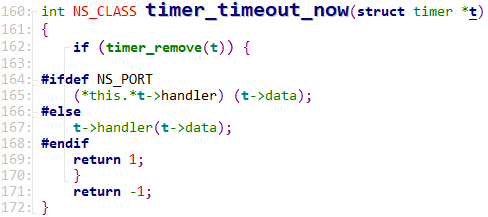 160: int NS_CLASS timer_timeout_now(struct timer *t)
161: {
162:     if (timer_remove(t)) {
163:
164: #ifdef NS_PORT
165:     (*this.*t->handler) (t->data);
166: #else
167:     t->handler(t->data);
168: #endif
169:     return 1;
170:     }
171:     return -1;
172: }